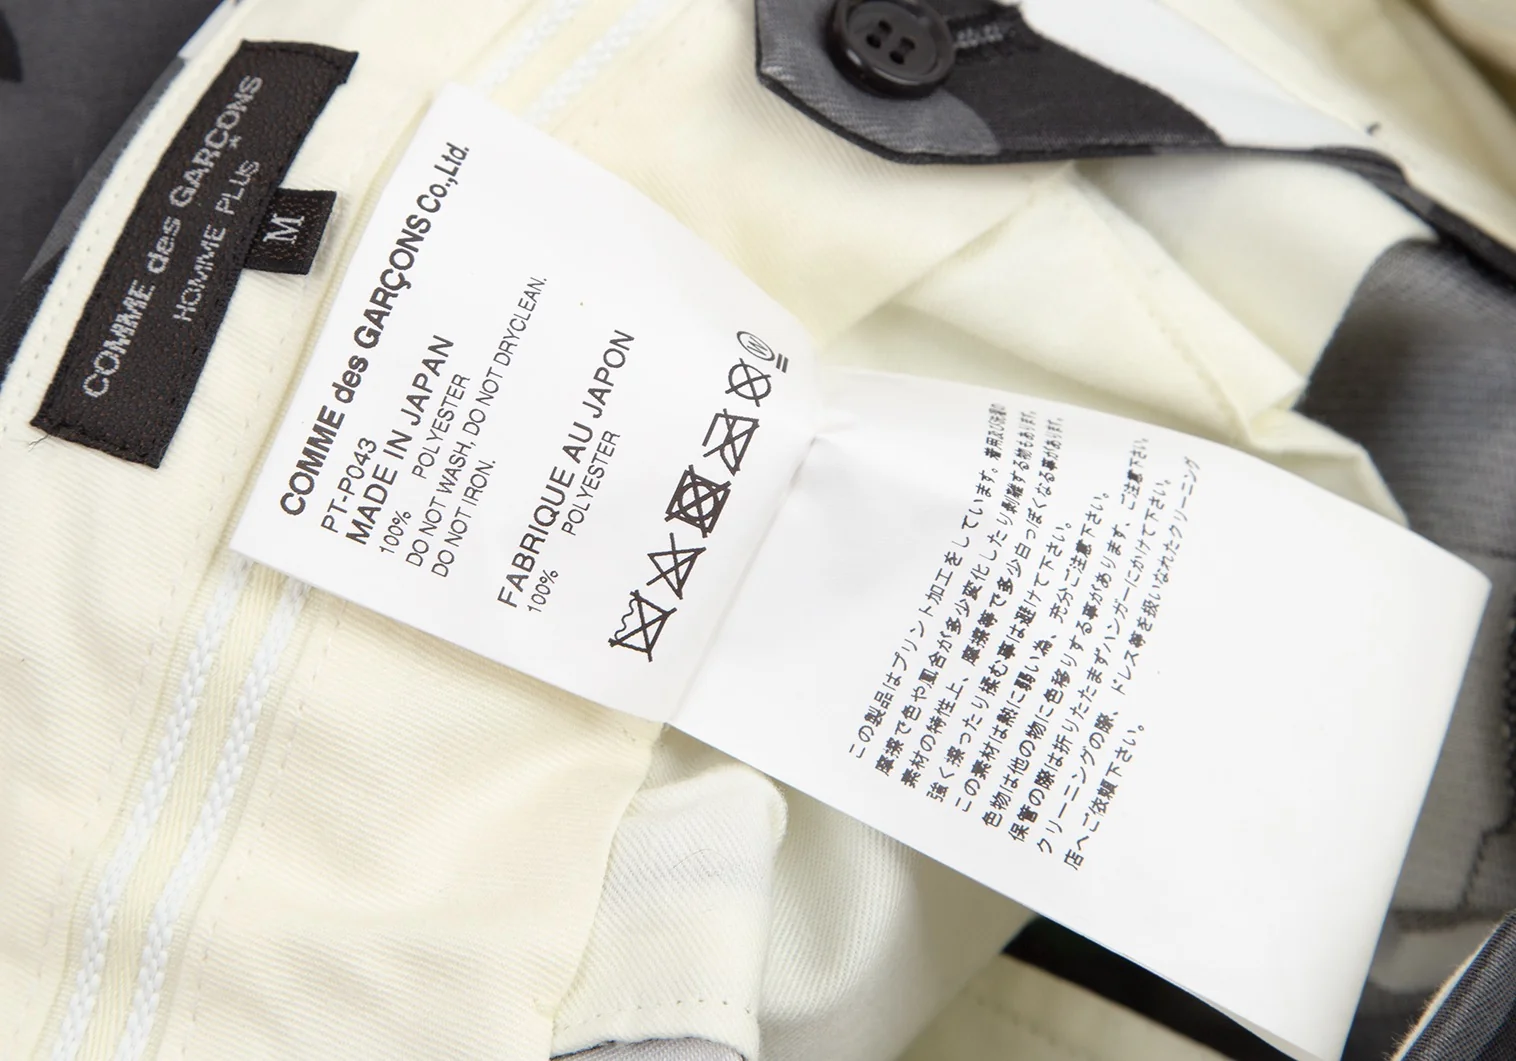 COMME des GARÇONS
HOMME PLUS
M
COMME des GARÇONS Co.,Ltd.
PT-P043
MADE IN JAPAN
100% POLYESTER
DO NOT WASH, DO NOT DRYCLEAN.
DO NOT IRON.
FABRIQUE AU JAPON
100% POLYESTER
W
この製品はプリント加工をしています。着用及び洗濯の
摩擦で色や風合が多少変化したり剥離する物もあります。
素材の特性上、摩擦等で多少白っぽくなる事があります。
強く擦ったり揉む事は避けて下さい。
この素材は熱に弱い為、充分ご注意下さい。
色物は他の物に色移りする事があります、ご注意下さい。
保管の際は折りたたまずハンガーにかけて下さい。
クリーニングの際、ドレス等を扱いなれたクリーニング
店へご依頼下さい。